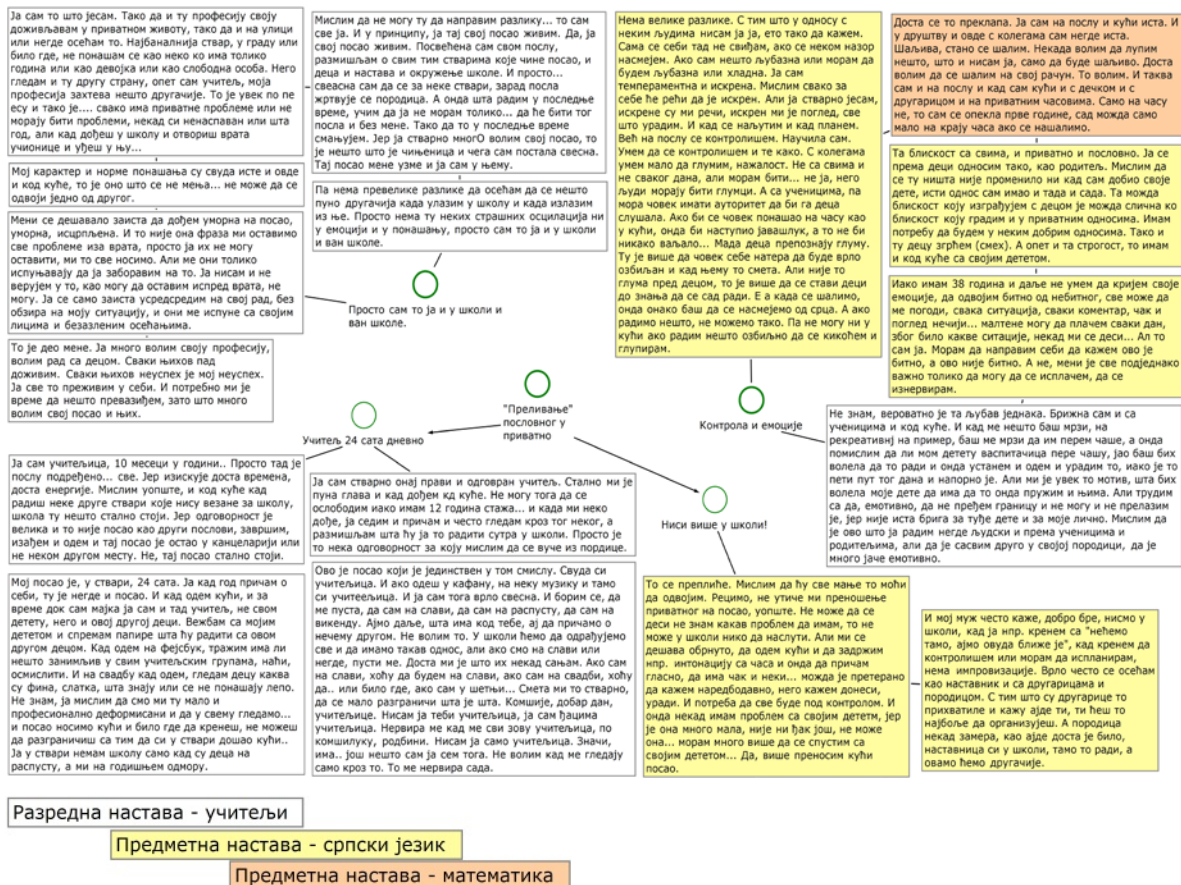 Ја сам то што јесам. Тако да и ту професију своју
доживљавам у приватном животу, тако да и на улици
или негде осећам то. Најбаналнија ствар, у граду или
било где, не понашам се као неко ко има толико
година или као девојка или као слободна особа. Него
гледам и ту другу страну, опет сам учитељ, моја
професија захтева нешто другачије. То је увек по пе
есу и тако је.... свако има приватне проблеме или не
морају бити проблеми, некад си ненаспаван или шта
год, али кад дођеш у школу и отвориш врата
учионице и уђеш у њу...
Мој карактер и норме понашања су свуда исте и овде
и код куће, то је оно што се не мења... не може да се
одвоји једно од другог.
Мени се дешавало заиста да дођем уморна на посао,
уморна, исцрпљена. И то није она фраза ми оставимо
све проблеме иза врата, просто ја их не могу
оставити, ми то све носимо. Али ме они толико
испуњавају да ја заборавим на то. Ја нисам и не
верујем у то, као могу да оставим испред врата, не
могу. Ја се само заиста усредсредим на свој рад, без
обзира на моју ситуацију, и они ме испуне са својим
лицима и безазленим осећањима.
То је део мене. Ја много волим своју професију,
волим рад са децом. Сваки њихов пад
доживим. Сваки њихов неуспех је мој неуспех.
Ја све то преживим у себи. И потребно ми је
време да нешто превазиђем, зато што много
волим свој посао и њих.
Мислим да не могу ту да направим разлику... то сам
све ја. И у принципу, ја тај свој посао живим. Да, ја
свој посао живим. Посвећена сам свом послу,
размишљам о свим тим стварима које чине посао, и
деца и настава и окружење школе. И просто...
свеасна сам да се за неке ствари, зарад посла
жртвује се породица. А онда шта радим у последње
време, учим да ја не морам толико... да ће бити тог
посла и без мене. Тако да то у последње време
смањујем. Јер ја стварно многО волим свој посао, то
је нешто што је чињеница и чега сам постала свесна.
Тај посао мене узме и ја сам у њему.
Па нема превелике разлике да осећам да се нешто
пуно другачија када улазим у школу и када излазим
из ње. Просто нема ту неких страшних осцилација ни
у емоцији и у понашању, просто сам то ја и у школи
и ван школе.
Просто сам то ја и у школи и
ван школе.
Нема велике разлике. С тим што у односу с
неким људима нисам ја ја, ето тако да кажем.
Сама се себи тад не свиђам, ако се неком назор
насмејем. Ако сам нешто љубазна или морам да
будем љубазна или хладна. Ја сам
темпераментна и искрена. Мислим свако за
себе ће рећи да је искрен. Али ја стварно јесам,
искрене су ми речи, искрен ми је поглед, све
што урадим. И кад се наљутим и кад планем.
Већ на послу се контролишем. Научила сам.
Умем да се контролишем и те како. С колегама
умем мало да глумим, нажалост. Не са свима и
не сваког дана, али морам бити... не ја, него
људи морају бити глумци. А са ученицима, па
мора човек имати ауторитет да би га деца
слушала. Ако би се човек понашао на часу као
у кући, онда би наступио јавашлук, а то не би
никако ваљало... Мада деца препознају глуму.
Ту је више да човек себе натера да буде врло
озбиљан и кад њему то смета. Али није то
глума пред децом, то је више да се стави деци
до знања да се сад ради. Е а када се шалимо,
онда онако баш да се насмејемо од срца. А ако
радимо нешто, не можемо тако. Па не могу ни у
кући ако радим нешто озбиљно да се кикоћем и
глупирам.
Доста се то преклапа. Ја сам на послу и кући иста. И
у друштву и овде с колегама сам негде иста.
Шаљива, стано се шалим. Некада волим да лупим
нешто, што и нисам ја, само да буде шаљиво. Доста
волим да се шалим на свој рачун. То волим. И таква
сам и на послу и кад сам кући и с дечком и с
другарицом и на приватним часовима. Само на часу
не, то сам се опекла прве године, сад можда само
мало на крају часа ако се нашалимо.
Та блискост са свима, и приватно и пословно. Ја се
према деци односим тако, као родитељ. Мислим да
се ту ништа није променило ни кад сам добио своје
дете, исти однос сам имао и тада и сада. Та можда
блискост коју изграђујем с децом је можда слична ко
блискост коју градим и у приватним односима. Имам
потребу да будем у неким добрим односима. Тако и
ту децу згрћем (смех). А опет и та строгост, то имам
и код куће са својим дететом.
Иако имам 38 година и даље не умем да кријем своје
емоције, да одвојим битно од небитног, све може да
ме погоди, свака ситуација, сваки коментар, чак и
поглед нечији... малтене могу да плачем сваки дан,
због било какве ситације, некад ми се деси... Ал то
сам ја. Морам да направим себи да кажем ово је
битно, а ово није битно. А не, мени је све подједнако
важно толико да могу да се исплачем, да се
изнервирам.
Контрола и емоције
Не знам, вероватно је та љубав једнака. Брижна сам и са
ученицима и код куће. И кад ме нешто баш мрзи, на
рекреативнј на пример, баш ме мрзи да им перем чаше, а онда
помислим да ли мом детету васпитачица пере чашу, јао баш бих
волела да то ради и онда устанем и одем и урадим то, иако је то
пети пут тог дана и напорно је. Али ми је увек то мотив, шта бих
волела моје дете да има да то онда пружим и њима. Али трудим
са да, емотивно, да не пређем границу и не могу и не прелазим
је, јер није иста брига за туђе дете и за моје лично. Мислим да
је ово што ја радим негде људски и према ученицима и
родитељима, али да је сасвим друго у својој породици, да је
много јаче емотивно.
"Преливање"
пословног у
приватно
Учитељ 24 сата дневно
Ја сам учитељица, 10 месеци у години.. Просто тад је
послу подређено... све. Јер изискује доста времена,
доста енергије. Мислим уопште, и код куће кад
радиш неке друге ствари које нису везане за школу,
школа ту нешто стално стоји. Јер одговорност је
велика и то није посао као други послови, завршим,
изађем и одем и тај посао је остао у канцеларији или
не неком другом месту. Не, тај посао стално стоји.
Мој посао је, у ствари, 24 сата. Ја кад год причам о
себи, ту је негде и посао. И кад одем кући, и за
време док сам мајка ја сам и тад учитељ, не свом
детету, него и овој другој деци. Вежбам са мојим
дететом и спремам папире шта ћу радити са овом
другом децом. Кад одем на фејсбук, тражим има ли
нешто занимљив у свим учитељским групама, наћи,
осмислити. И на свадбу кад одем, гледам децу каква
су фина, слатка, шта знају или се не понашају лепо.
Не знам, ја мислим да смо ми ту мало и
професионално деформисани и да у свему гледамо...
и посао носимо кући и било где да кренеш, не можеш
да разграничиш са тим да си у ствари дошао кући..
Ја у ствари немам школу само кад су деца на
распусту, а ми на годишњем одмору.
Ја сам стварно онај прави и одговран учитељ. Стално ми је
пуна глава и кад дођем кд куће. Не могу тога да се
ослободим иако имам 12 година стажа... и када ми неко
дође, ја седим и причам и често гледам кроз тог неког, а
размишљам шта ћу ја то радити сутра у школи. Просто је
то нека одговорност за коју мислим да се вуче из пордице.
Ово је посао који је јединствен у том смислу. Свуда си
учитељица. И ако одеш у кафану, на неку музику и тамо
си учитеељица. И ја сам тога врло свесна. И борим се, да
ме пуста, да сам на слави, да сам на распусту, да сам на
викенду. Ајмо даље, шта има код тебе, ај да причамо о
нечему другом. Не волим то. У школи ћемо да одрађујемо
све и да имамо такав однос, али ако смо на слави или
негде, пусти ме. Доста ми је што их некад сањам. Ако сам
на слави, хоћу да будем на слави, ако сам на свадби, хоћу
да.. или било где, ако сам у шетњи... Смета ми то стварно,
да се мало разграничи шта је шта. Комшије, добар дан,
учитељице. Нисам ја теби учитељица, ја сам ђацима
учитељица. Нервира ме кад ме сви зову учитељица, по
комшилуку, родбини. Нисам ја само учитељица. Значи,
има.. још нешто сам ја сем тога. Не волим кад ме гледају
само кроз то. То ме нервира сада.
Ниси више у школи!
То се преплиће. Мислим да ћу све мање то моћи
да одвојим. Рецимо, не утиче ми преношење
приватног на посао, уопште. Не може да се
деси не знам какав проблем да имам, то не
може у школи нико да наслути. Али ми се
дешава обрнуто, да одем кући и да задржим
нпр. интонацију са часа и онда да причам
гласно, да има чак и неки... можда је претерано
да кажем наредбодавно, него кажем донеси,
уради. И потреба да све буде под контролом. И
онда некад имам проблем са својим дететм, јер
је она много мала, није ни ђак још, не може
она... морам много више да се спустим са
својим дететом... Да, више преносим кући
посао.
И мој муж често каже, добро бре, нисмо у
школи, кад ја нпр. кренем са "нећемо
тамо, ајмо овуда ближе је", кад кренем да
контролишем или морам да испланирам,
нема импровизације. Врло често се осећам
као наставник и са другарицама и
породицом. С тим што су другарице то
прихватиле и кажу ајде ти, ти ћеш то
најбоље да организујеш. А породица
некад замера, као ајде доста је било,
наставница си у школи, тамо то ради, а
овамо ћемо другачије.
Разредна настава - учитељи
Предметна настава - српски језик
Предметна настава - математика